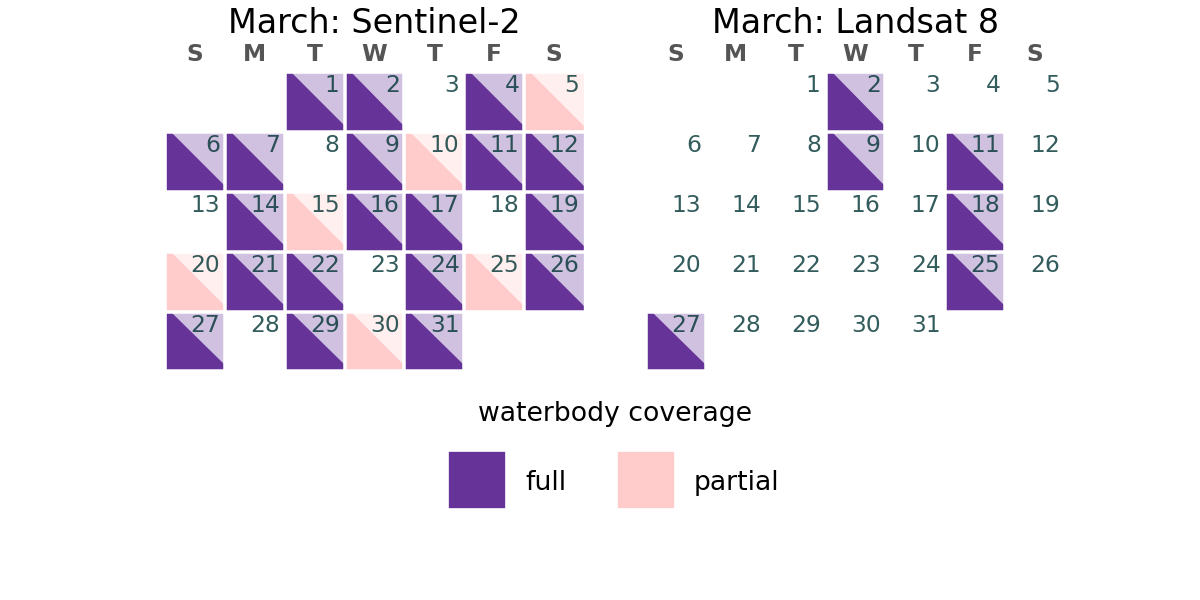 March: Sentinel-2
S M T W T F S
1 2 3 4 5
6 7 8 9 10 11 12
13 14 15 16 17 18 19
20 21 22 23 24 25 26
27 28 29 30 31
March: Landsat 8
S M T W T F S
1 2 3 4 5
6 7 8 9 10 11 12
13 14 15 16 17 18 19
20 21 22 23 24 25 26
27 28 29 30 31
waterbody coverage
full partial